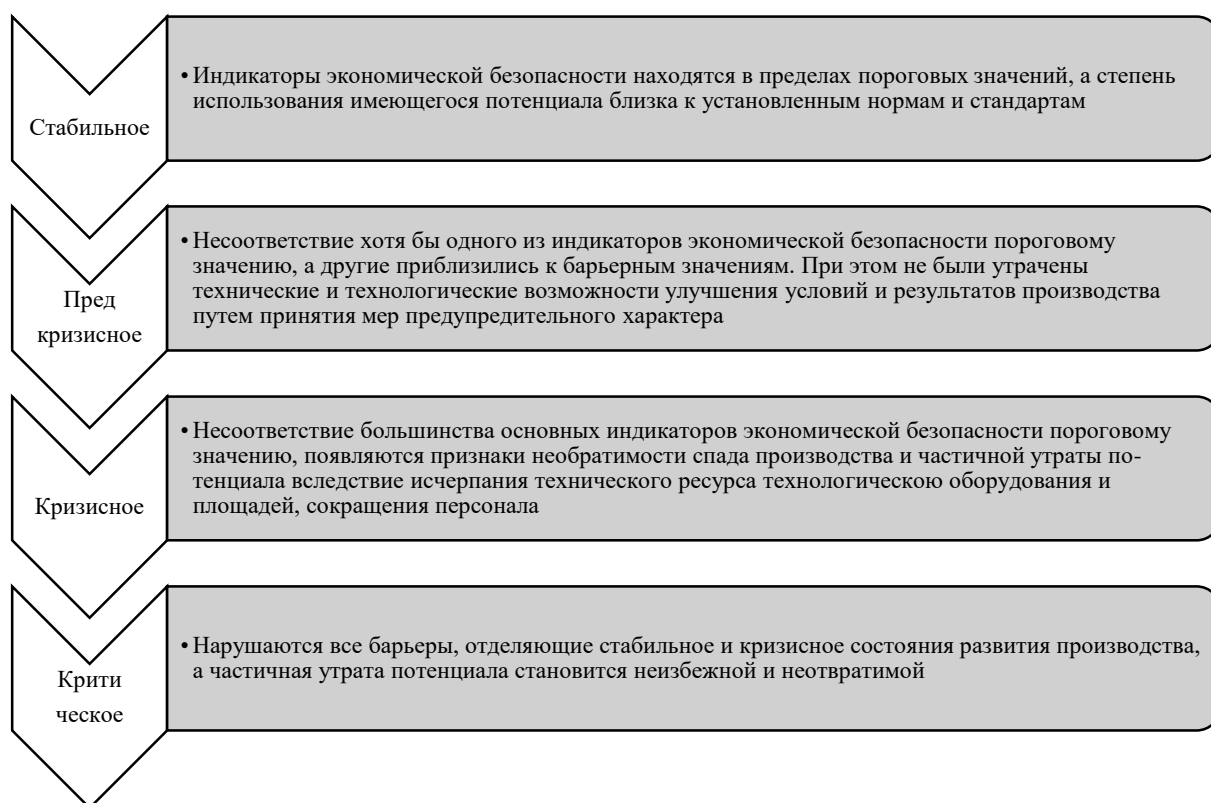 Стабильное
• Индикаторы экономической безопасности находятся в пределах пороговых значений, а степень
использования имеющегося потенциала близка к установленным нормам и стандартам
Пред
кризисное
• Несоответствие хотя бы одного из индикаторов экономической безопасности пороговому
значению, а другие приблизились к барьерным значениям. При этом не были утрачены
технические и технологические возможности улучшения условий и результатов производства
путем принятия мер предупредительного характера
Кризисное
• Несоответствие большинства основных индикаторов экономической безопасности пороговому
значению, появляются признаки необратимости спада производства и частичной утраты по-
тенциала вследствие исчерпания технического ресурса технологическою оборудования и
площадей, сокращения персонала
Крити
ческое
• Нарушаются все барьеры, отделяющие стабильное и кризисное состояния развития производства,
а частичная утрата потенциала становится неизбежной и неотвратимой